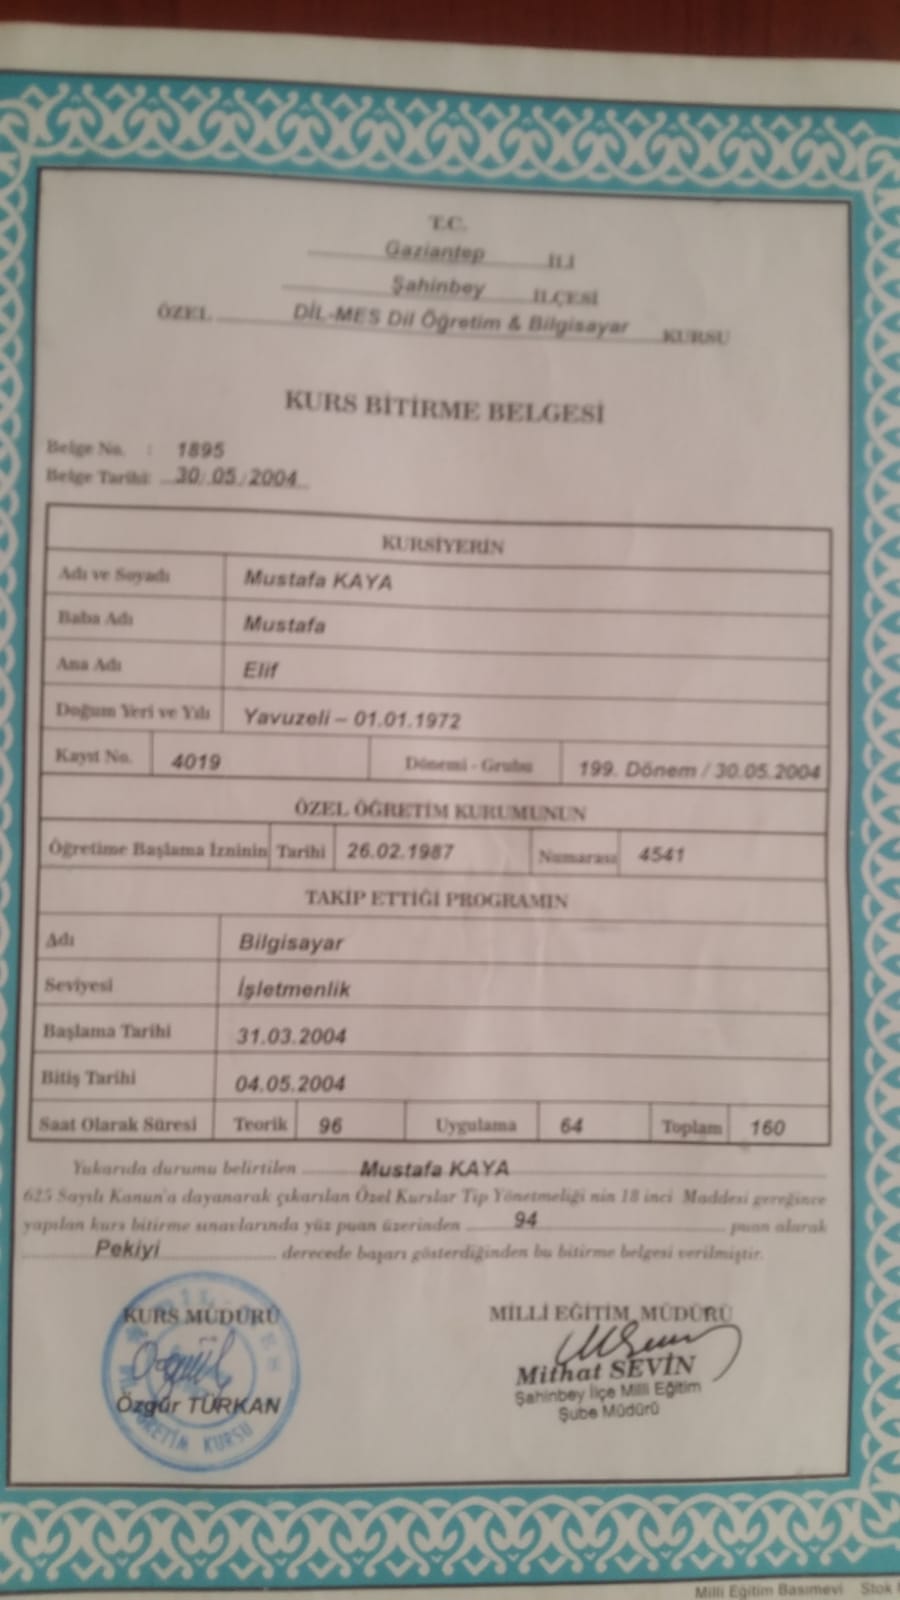 T.C.
Gaziantep İLİ
Şahinbey İLÇESİ
ÖZEL DİL-MES Dil Öğretim & Bilgisayar KURSU
KURS BİTİRME BELGESİ
Belge No. : 1895
Belge Tarihi: 30.05.2004
KURSİYERİN
Adı ve Soyadı Mustafa KAYA
Baba Adı Mustafa
Ana Adı Elif
Doğum Yeri ve Yılı Yavuzeli – 01.01.1972
Kayıt No. 4019 Dönemi - Grubu 199. Dönem / 30.05.2004
ÖZEL ÖĞRETİM KURUMUNUN
Öğretime Başlama İzninin Tarihi 26.02.1987 Numarası 4541
TAKİP ETTİĞİ PROGRAMIN
Adı Bilgisayar
Seviyesi İşletmenlik
Başlama Tarihi 31.03.2004
Bitiş Tarihi 04.05.2004
Saat Olarak Süresi Teorik 96 Uygulama 64 Toplam 160
Yukarıda durumu belirtilen Mustafa KAYA
625 Sayılı Kanun'a dayanarak çıkarılan Özel Kurslar Tip Yönetmeliği nin 18 inci Maddesi gereğince
yapılan kurs bitirme sınavlarında yüz puan üzerinden 94 puan alarak
Pekiyi derecede başarı gösterdiğinden bu bitirme belgesi verilmiştir.
KURS MÜDÜRÜ
Özgür TÜRKAN
KURSU
MİLLİ EĞİTİM MÜDÜRÜ
Mithat SEVİN
Şahinbey İlçe Milli Eğitim
Şube Müdürü
Milli Eğitim Basımevi Stok